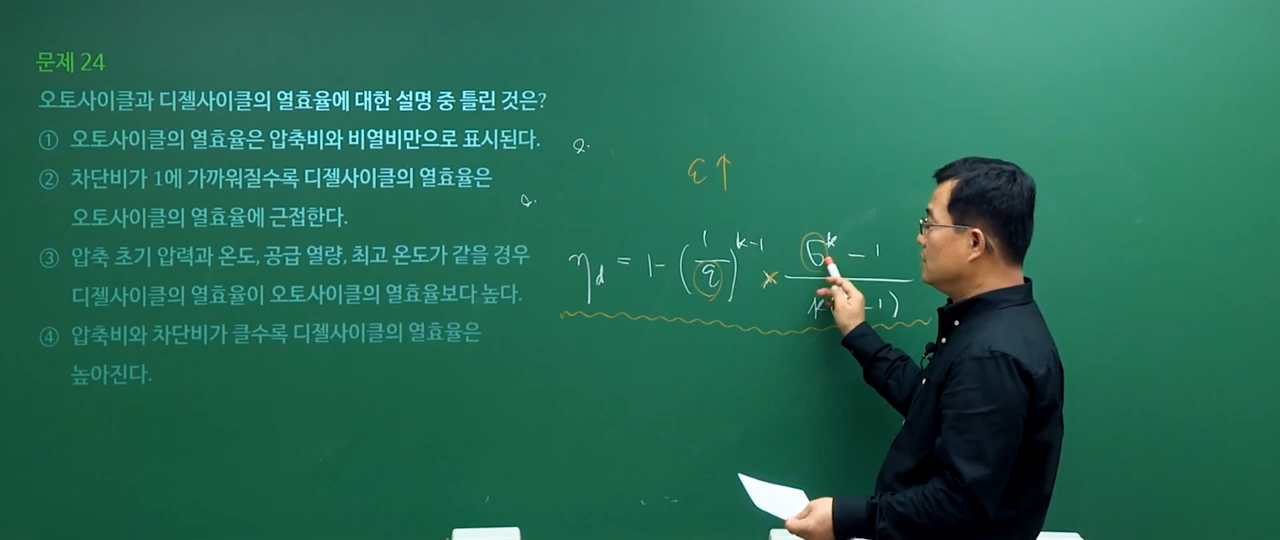 문제 24
오토사이클과 디젤사이클의 열효율에 대한 설명 중 틀린 것은?
① 오토사이클의 열효율은 압축비와 비열비만으로 표시된다.
② 차단비가 1에 가까워질수록 디젤사이클의 열효율은
오토사이클의 열효율에 근접한다.
③ 압축 초기 압력과 온도, 공급 열량, 최고 온도가 같을 경우
디젤사이클의 열효율이 오토사이클의 열효율보다 높다.
④ 압축비와 차단비가 클수록 디젤사이클의 열효율은
높아진다.
ε ↑
η_d = 1 - (1/ε)^(k-1) × (σ^k - 1)/(k( - 1)